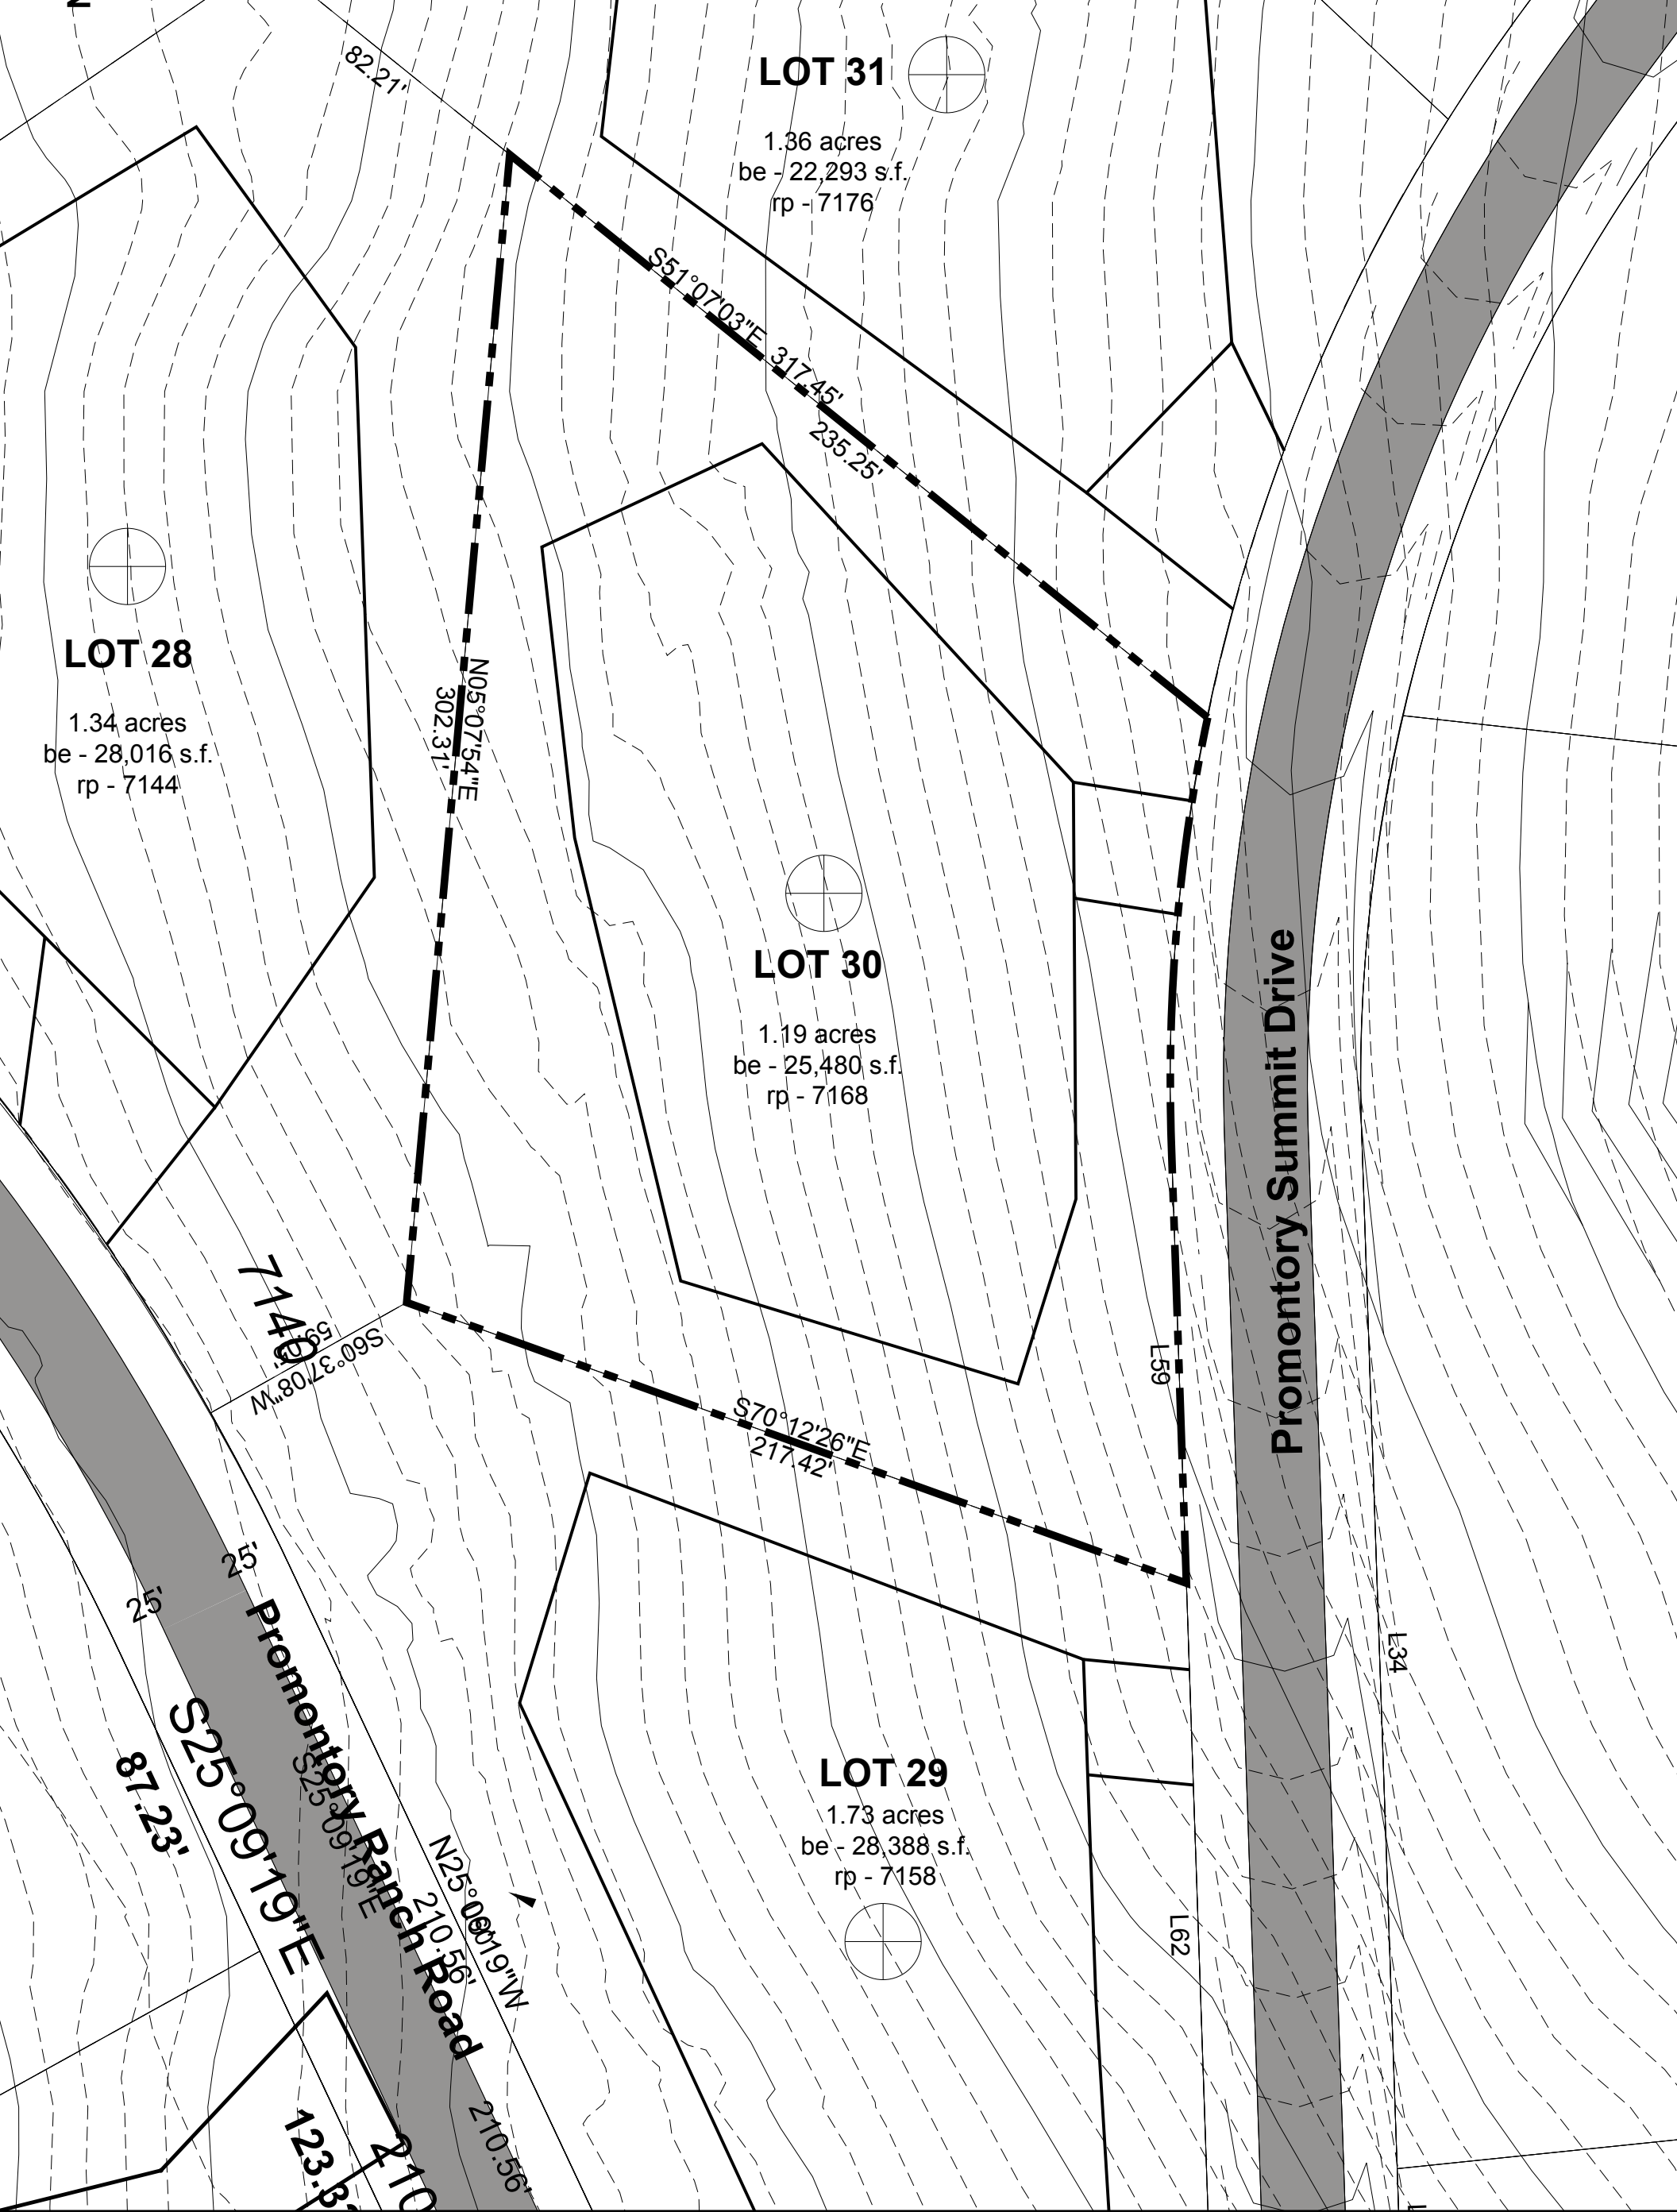 82.21'
LOT 31
1.36 acres
be - 22,293 s.f.
rp - 7176
S51°07'03"E 317.45'
235.25'
LOT 28
1.34 acres
be - 28,016 s.f.
rp - 7144
N05°07'54"E
302.31'
LOT 30
1.19 acres
be - 25,480 s.f.
rp - 7168
Promontory Summit Drive
7140
S60°37'08"W
L59
S70°12'26"E
217.42'
25'
25'
L34
Promontory Ranch Road
S25°09'19"E
87.23'
S25°09'19"E
LOT 29
1.73 acres
be - 28,388 s.f.
rp - 7158
210.56'
L62
210.56'